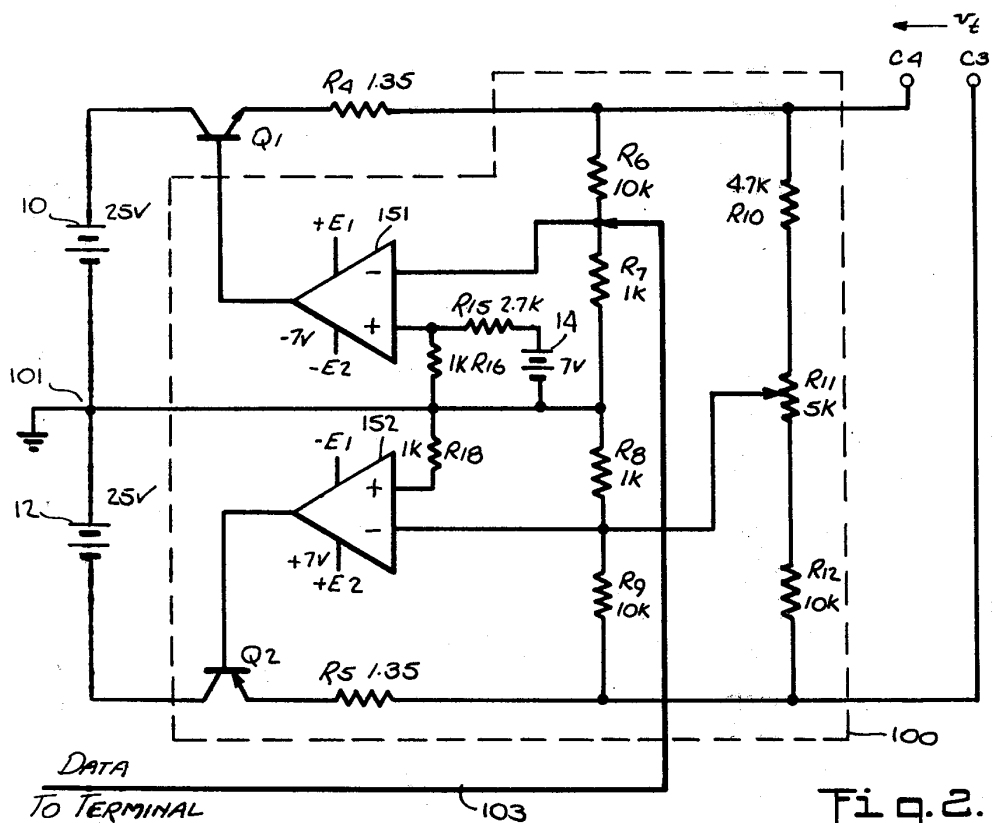 ← v_t
C4 C3
R4 1.35
Q1
R6
10K
4.7K
R10
10
25V
+E1
151
−
R7
1K
R15 2.7K
14
+
-7V
-E2
1K R16
7V
101
R11
5K
-E1
152
1K
R18
R8
1K
12
25V
+
−
+7V
+E2
R9
10K
R12
10K
Q2
R5 1.35
100
DATA
TO TERMINAL
103
Fig.2.